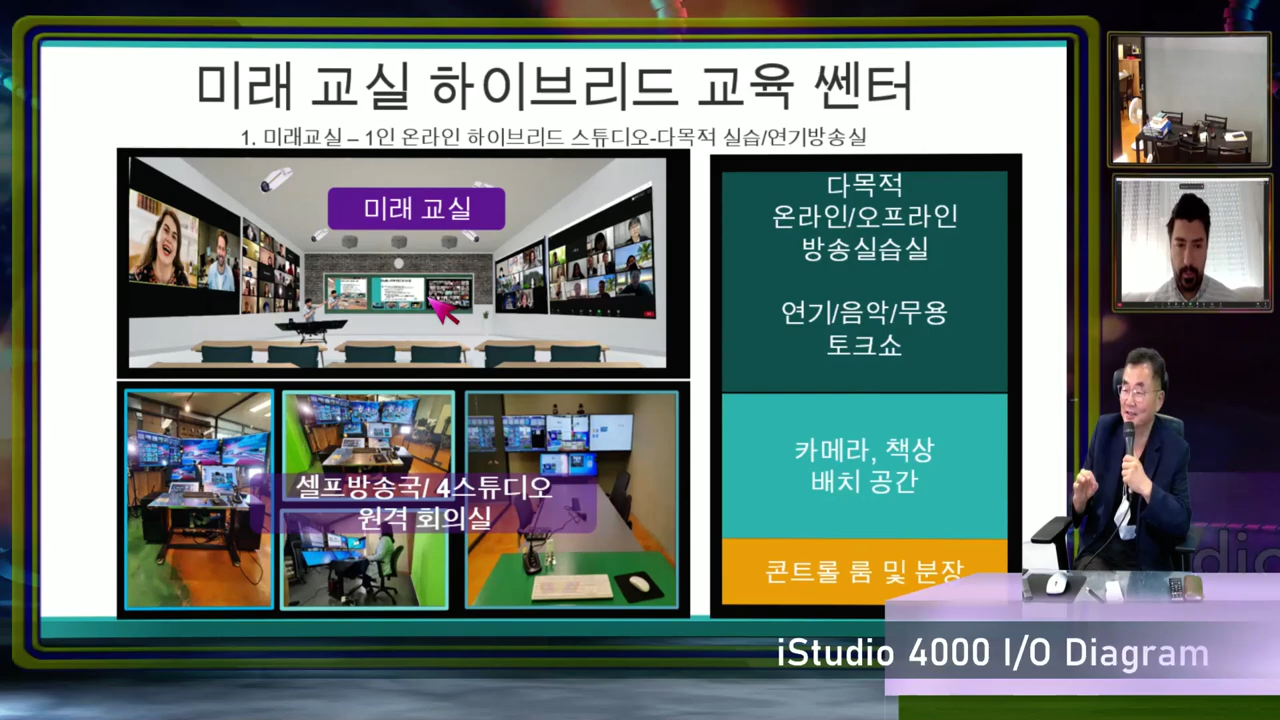 미래 교실 하이브리드 교육 쎈터
1. 미래교실 – 1인 온라인 하이브리드 스튜디오-다목적 실습/연기방송실
미래 교실
셀프방송국/ 4스튜디오
원격 회의실
다목적
온라인/오프라인
방송실습실
연기/음악/무용
토크쇼
카메라, 책상
배치 공간
콘트롤 룸 및 분장
iStudio 4000 I/O Diagram